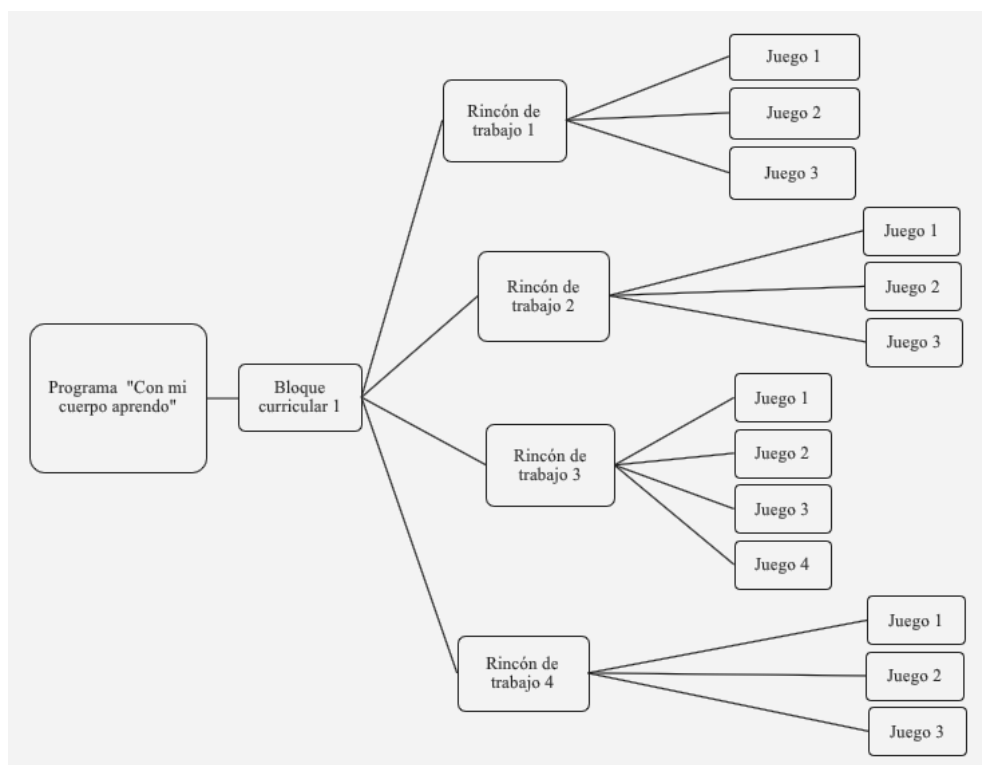 Programa "Con mi
cuerpo aprendo"
Bloque
curricular 1
Rincón de
trabajo 1
Juego 1
Juego 2
Juego 3
Rincón de
trabajo 2
Juego 1
Juego 2
Juego 3
Rincón de
trabajo 3
Juego 1
Juego 2
Juego 3
Juego 4
Rincón de
trabajo 4
Juego 1
Juego 2
Juego 3